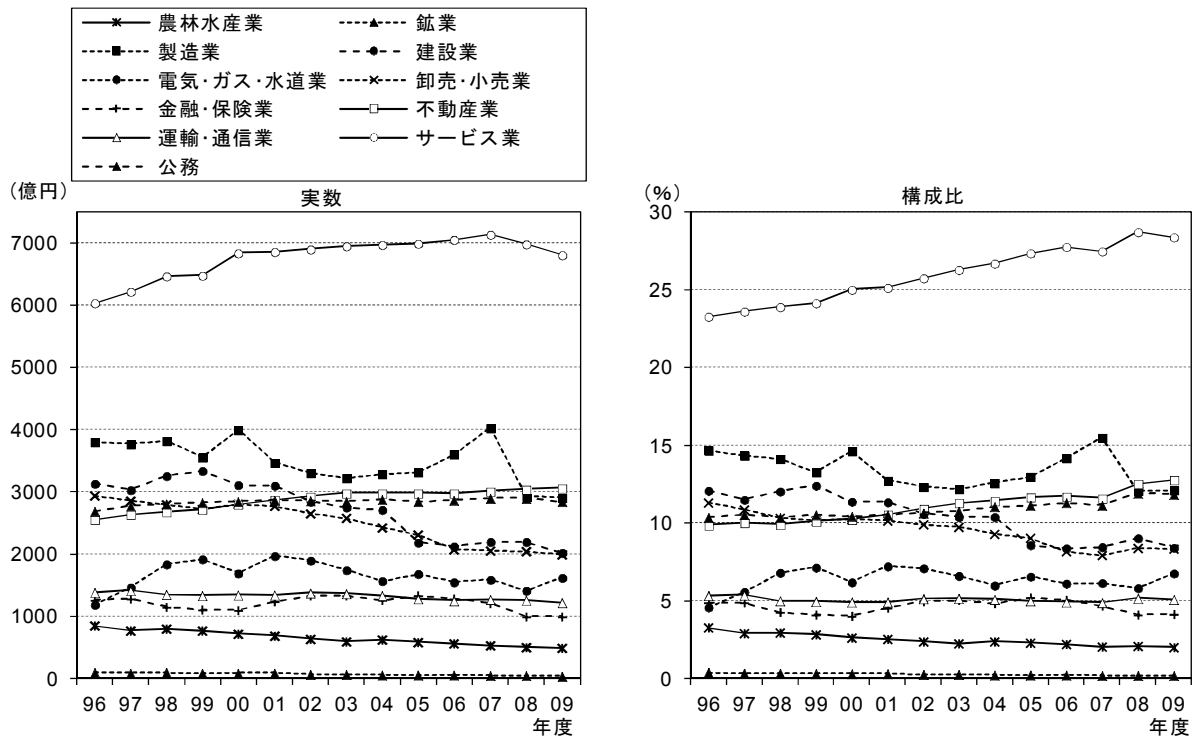 農林水産業 鉱業
製造業 建設業
電気・ガス・水道業 卸売・小売業
金融・保険業 不動産業
運輸・通信業 サービス業
公務
(億円) 実数
7000
6000
5000
4000
3000
2000
1000
0
96 97 98 99 00 01 02 03 04 05 06 07 08 09
年度
(%) 構成比
30
25
20
15
10
5
0
96 97 98 99 00 01 02 03 04 05 06 07 08 09
年度